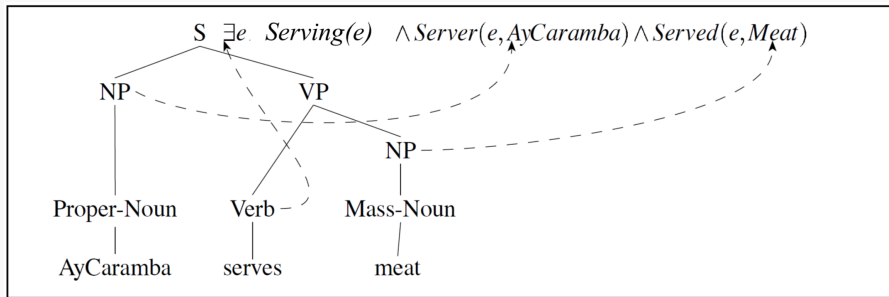 S ∃e Serving(e) ∧ Server(e, AyCaramba) ∧ Served(e, Meat)
NP VP
NP
Proper-Noun Verb Mass-Noun
AyCaramba serves meat